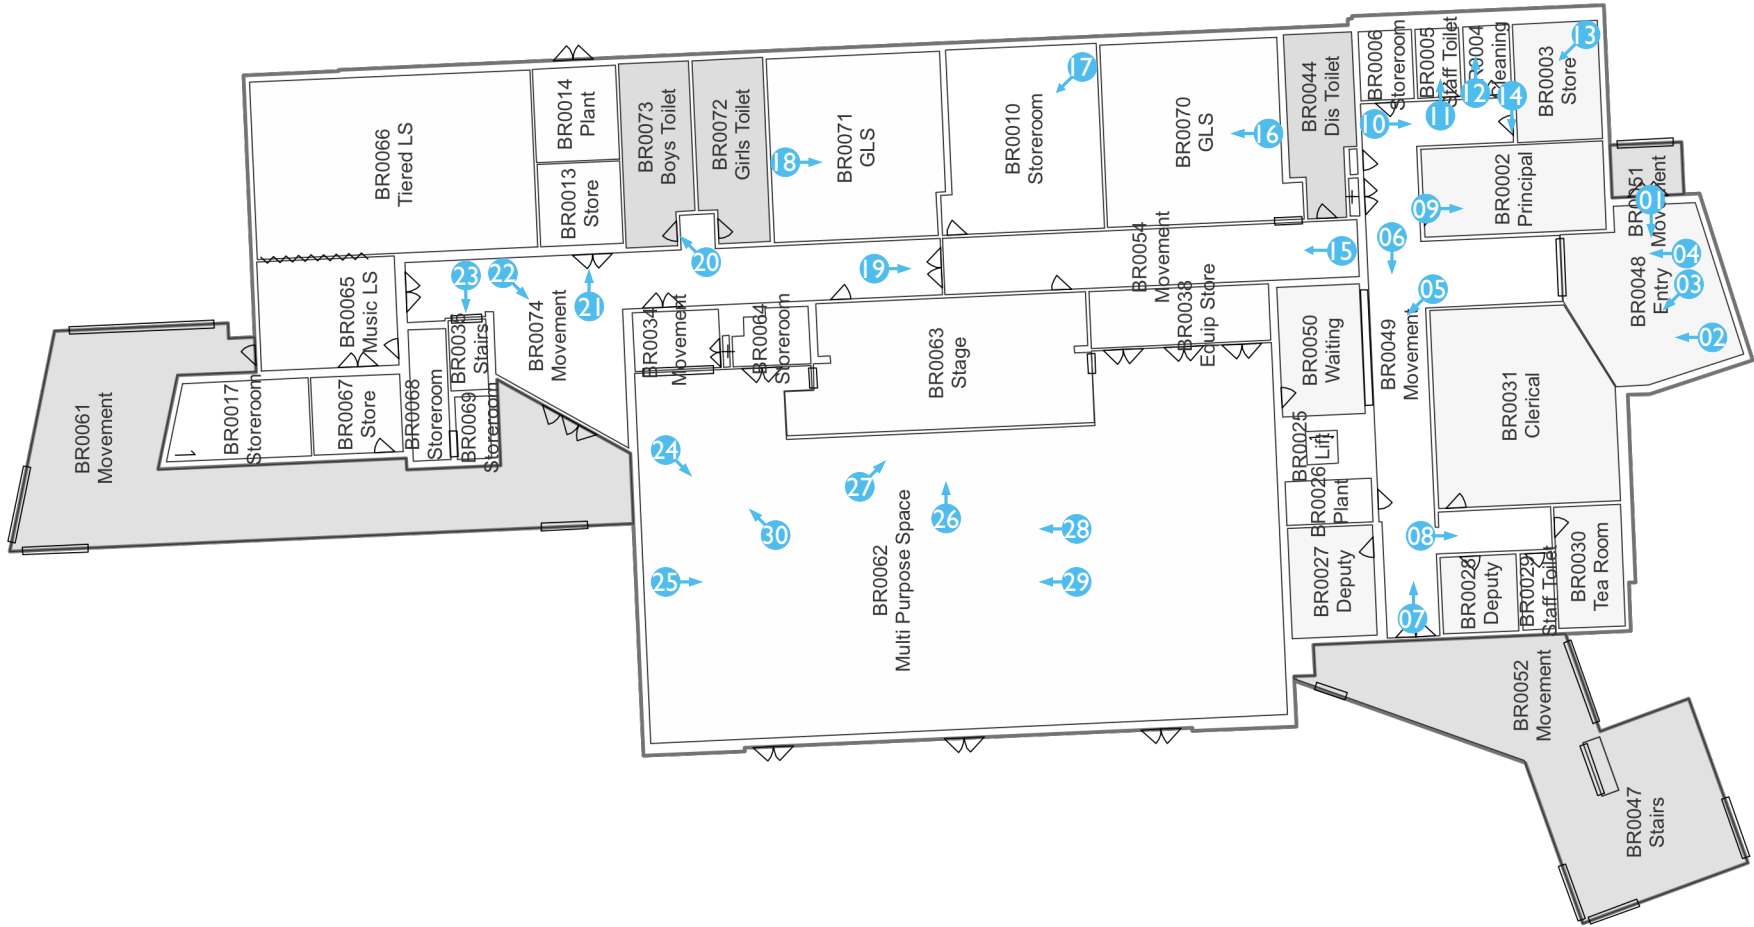 BR0066
Tiered LS
BR0014
Plant
BR0013
Store
BR0073
Boys Toilet
BR0072
Girls Toilet
BR0071
GLS
BR0010
Storeroom
BR0070
GLS
BR0044
Dis Toilet
BR0006
Storeroom
BR0005
Staff Toilet
BR0004
BR0003
Store
BR0002
Principal
BR0051
Movement
BR0048
Entry
BR0065
Music LS
BR0061
Movement
BR0017
Storeroom
BR0067
Store
BR0068
Storeroom
Stairs
BR0069
Storeroom
BR0074
Movement
BR0034
Movement
BR0064
Storeroom
BR0063
Stage
BR0054
Movement
BR0038
Equip Store
BR0050
Waiting
BR0049
Movement
BR0031
Clerical
BR0025
Lift
BR0026
Plant
BR0027
Deputy
BR0028
Deputy
BR0029
Staff Toilet
BR0030
Tea Room
BR0062
Multi Purpose Space
BR0052
Movement
BR0047
Stairs
01
02
03
04
05
06
07
08
09
10
11
12
13
14
15
16
17
18
19
20
21
22
23
24
25
26
27
28
29
30